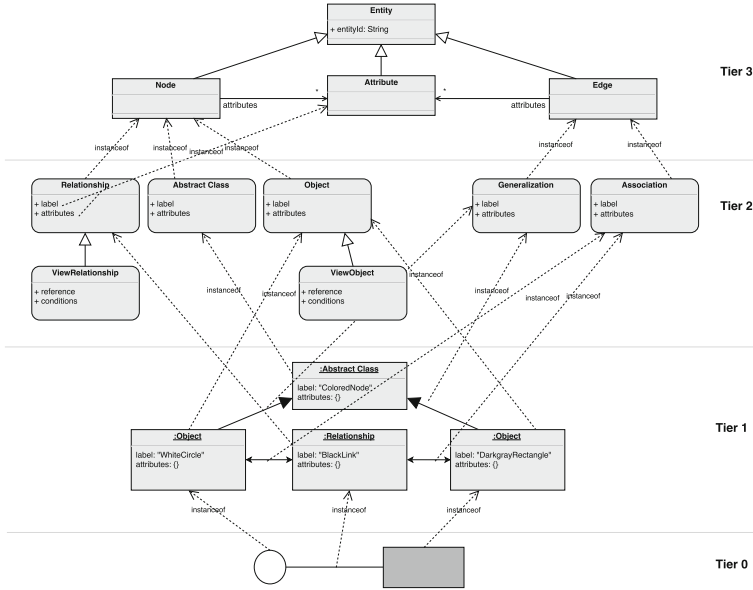 Entity
+ entityId: String
Tier 3
Node
Attribute
Edge
*
*
attributes
attributes
instanceof
instanceof
instanceof
instanceof
instanceof
instanceof
Relationship
+ label
+ attributes
Abstract Class
+ label
+ attributes
Object
+ label
+ attributes
Generalization
+ label
+ attributes
Association
+ label
+ attributes
Tier 2
ViewRelationship
+ reference
+ conditions
ViewObject
+ reference
+ conditions
instanceof
instanceof
instanceof
instanceof
instanceof
instanceof
:Abstract Class
label: "ColoredNode"
attributes: {}
Tier 1
:Object
label: "WhiteCircle"
attributes: {}
:Relationship
label: "BlackLink"
attributes: {}
:Object
label: "DarkgrayRectangle"
attributes: {}
instanceof
instanceof
instanceof
Tier 0